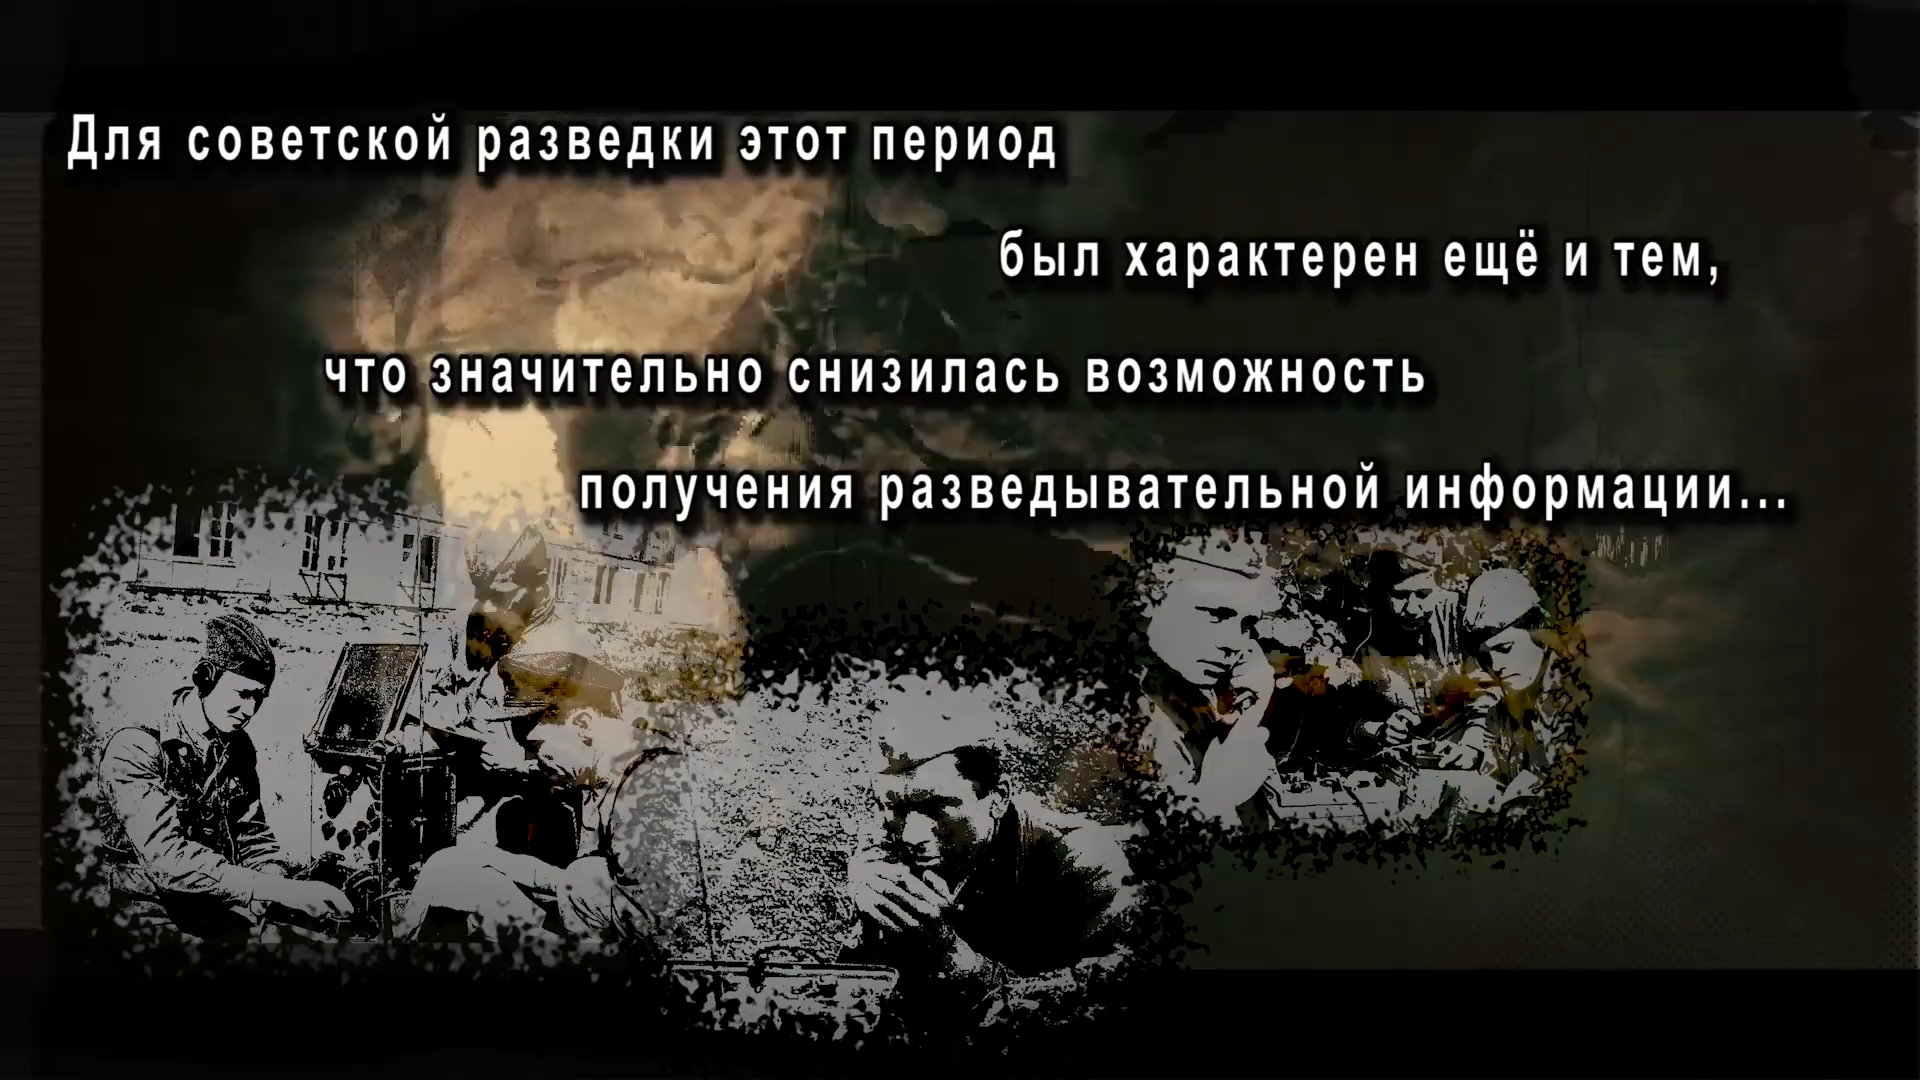 Для советской разведки этот период
был характерен ещё и тем,
что значительно снизилась возможность
получения разведывательной информации...